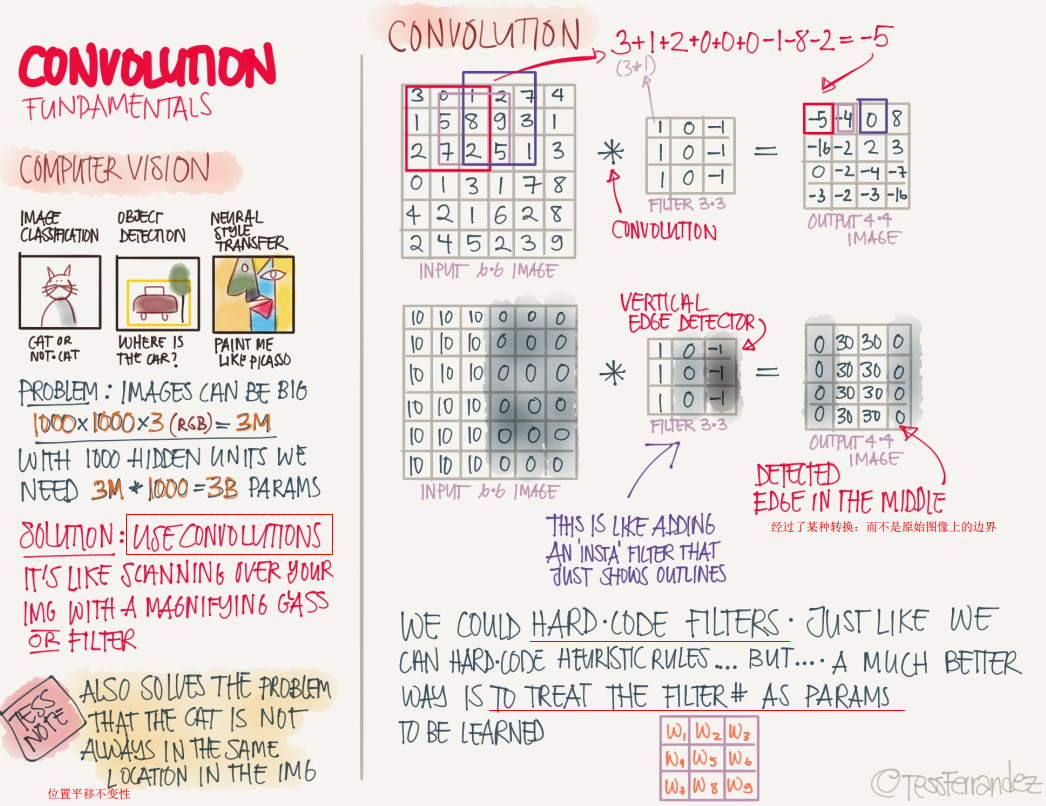 CONVOLUTION
FUNDAMENTALS
COMPUTER VISION
IMAGE
CLASSIFICATION
CAT OR
NOT-CAT
OBJECT
DETECTION
WHERE IS
THE CAR?
NEURAL
STYLE
TRANSFER
PAINT ME
LIKE PICASSO
PROBLEM: IMAGES CAN BE BIG
1000×1000×3 (RGB) = 3M
WITH 1000 HIDDEN UNITS WE
NEED 3M * 1000 = 3B PARAMS
SOLUTION: USE CONVOLUTIONS
IT'S LIKE SCANNING OVER YOUR
IMG WITH A MAGNIFYING GASS
OR FILTER
TESS
NOTE
ALSO SOLVES THE PROBLEM
THAT THE CAT IS NOT
ALWAYS IN THE SAME
LOCATION IN THE IMG
位置平移不变性
CONVOLUTION
3+1+2+0+0+0-1-8-2=-5
(3*1)
3 0 1 2 7 4
1 5 8 9 3 1
2 7 2 5 1 3
0 1 3 1 7 8
4 2 1 6 2 8
2 4 5 2 3 9
INPUT 6·6 IMAGE
*
CONVOLUTION
1 0 -1
1 0 -1
1 0 -1
FILTER 3·3
=
-5 -4 0 8
-16 -2 2 3
0 -2 -4 -7
-3 -2 -3 -16
OUTPUT 4·4
IMAGE
10 10 10 0 0 0
10 10 10 0 0 0
10 10 10 0 0 0
10 10 10 0 0 0
10 10 10 0 0 0
10 10 10 0 0 0
INPUT 6·6 IMAGE
*
VERTICAL
EDGE DETECTOR
1 0 -1
1 0 -1
1 0 -1
FILTER 3·3
=
0 30 30 0
0 30 30 0
0 30 30 0
0 30 30 0
OUTPUT 4·4
IMAGE
DETECTED
EDGE IN THE MIDDLE
经过了某种转换；而不是原始图像上的边界
THIS IS LIKE ADDING
AN 'INSTA' FILTER THAT
JUST SHOWS OUTLINES
WE COULD HARD·CODE FILTERS · JUST LIKE WE
CAN HARD·CODE HEURISTIC RULES.... BUT.... A MUCH BETTER
WAY IS TO TREAT THE FILTER # AS PARAMS
TO BE LEARNED
W1 W2 W3
W4 W5 W6
W7 W8 W9
©TessFerrandez